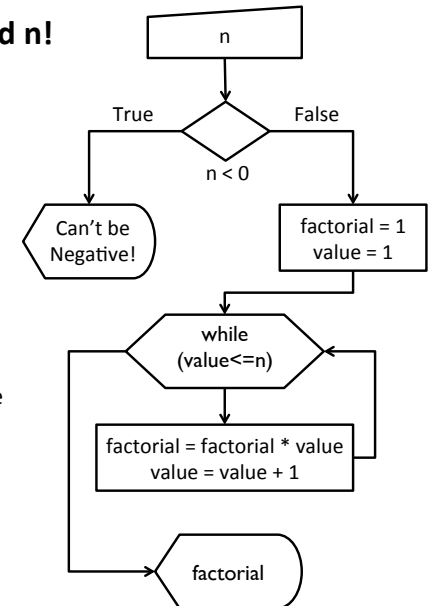 d n!
n
True
False
n < 0
Can't be
Negative!
factorial = 1
value = 1
while
(value<=n)
e
factorial = factorial * value
value = value + 1
factorial